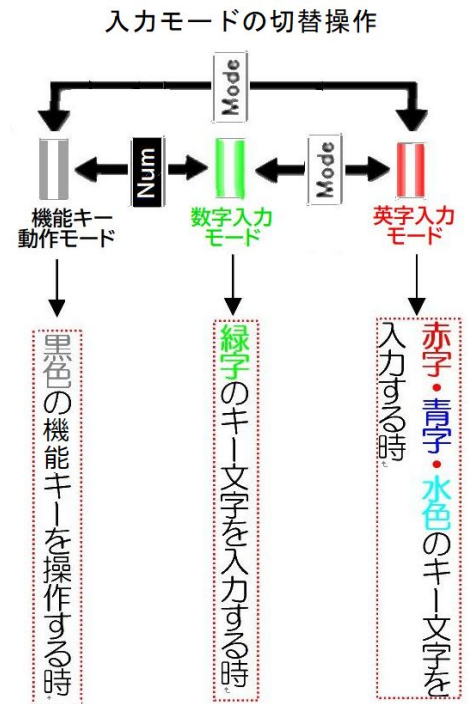 入力モードの切替操作
Mode
Num
Mode
機能キー
動作モード
数字入力
モード
英字入力
モード
黒色の機能キーを操作する時
緑字のキー文字を入力する時
赤字・青字・水色のキー文字を
入力する時